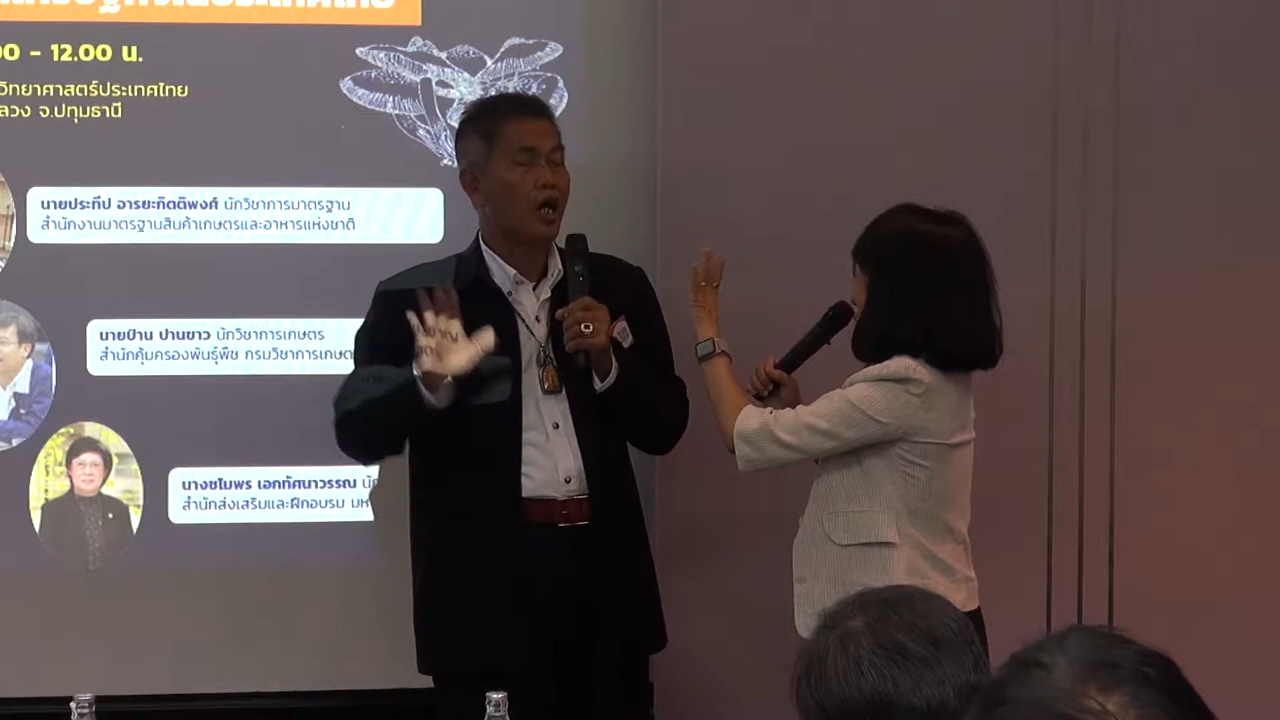 00 - 12.00 น.
วิทยาศาสตร์ประเทศไทย
ลวง จ.ปทุมธานี
นายประทีป อารยะกิตติพงศ์ นักวิชาการมาตรฐาน
สำนักงานมาตรฐานสินค้าเกษตรและอาหารแห่งชาติ
นายป่าน ปานขาว นักวิชาการเกษตร
สำนักคุ้มครองพันธุ์พืช กรมวิชาการเกษต
นางชไมพร เอกทัศนาวรรณ นัก
สำนักส่งเสริมและฝึกอบรม มห